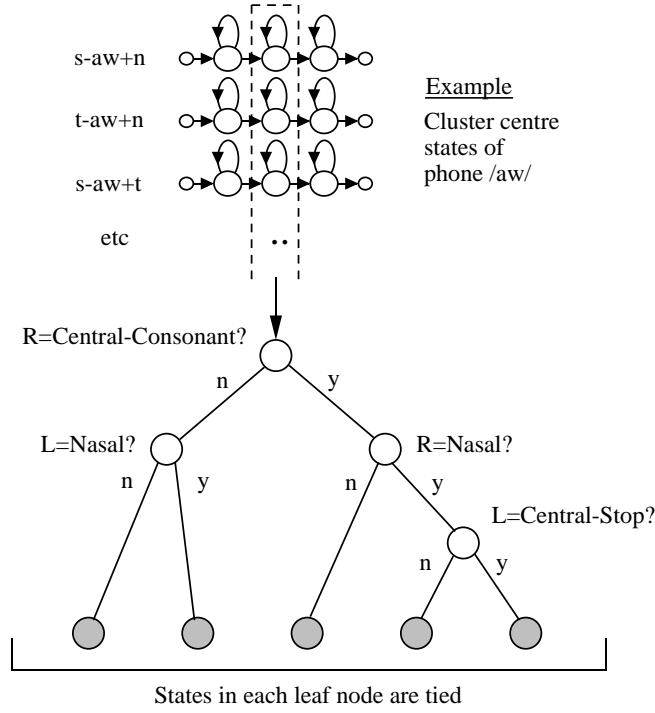 s-aw+n
t-aw+n
s-aw+t
etc
..
Example
Cluster centre
states of
phone /aw/
R=Central-Consonant?
n
y
L=Nasal?
R=Nasal?
n
y
n
y
L=Central-Stop?
n
y
States in each leaf node are tied